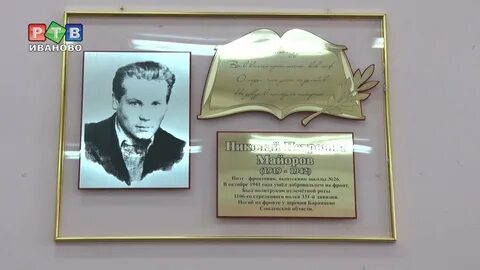 РТВ
ИВАНОВО
Николай Петрович
Майоров
(1919 - 1942)
Поэт - фронтовик, выпускник школы №26.
В октябре 1941 года ушёл добровольцем на фронт.
Был политруком пулемётной роты
1106-го стрелкового полка 331-й дивизии.
Погиб на фронте у деревни Баранцево
Смоленской области.